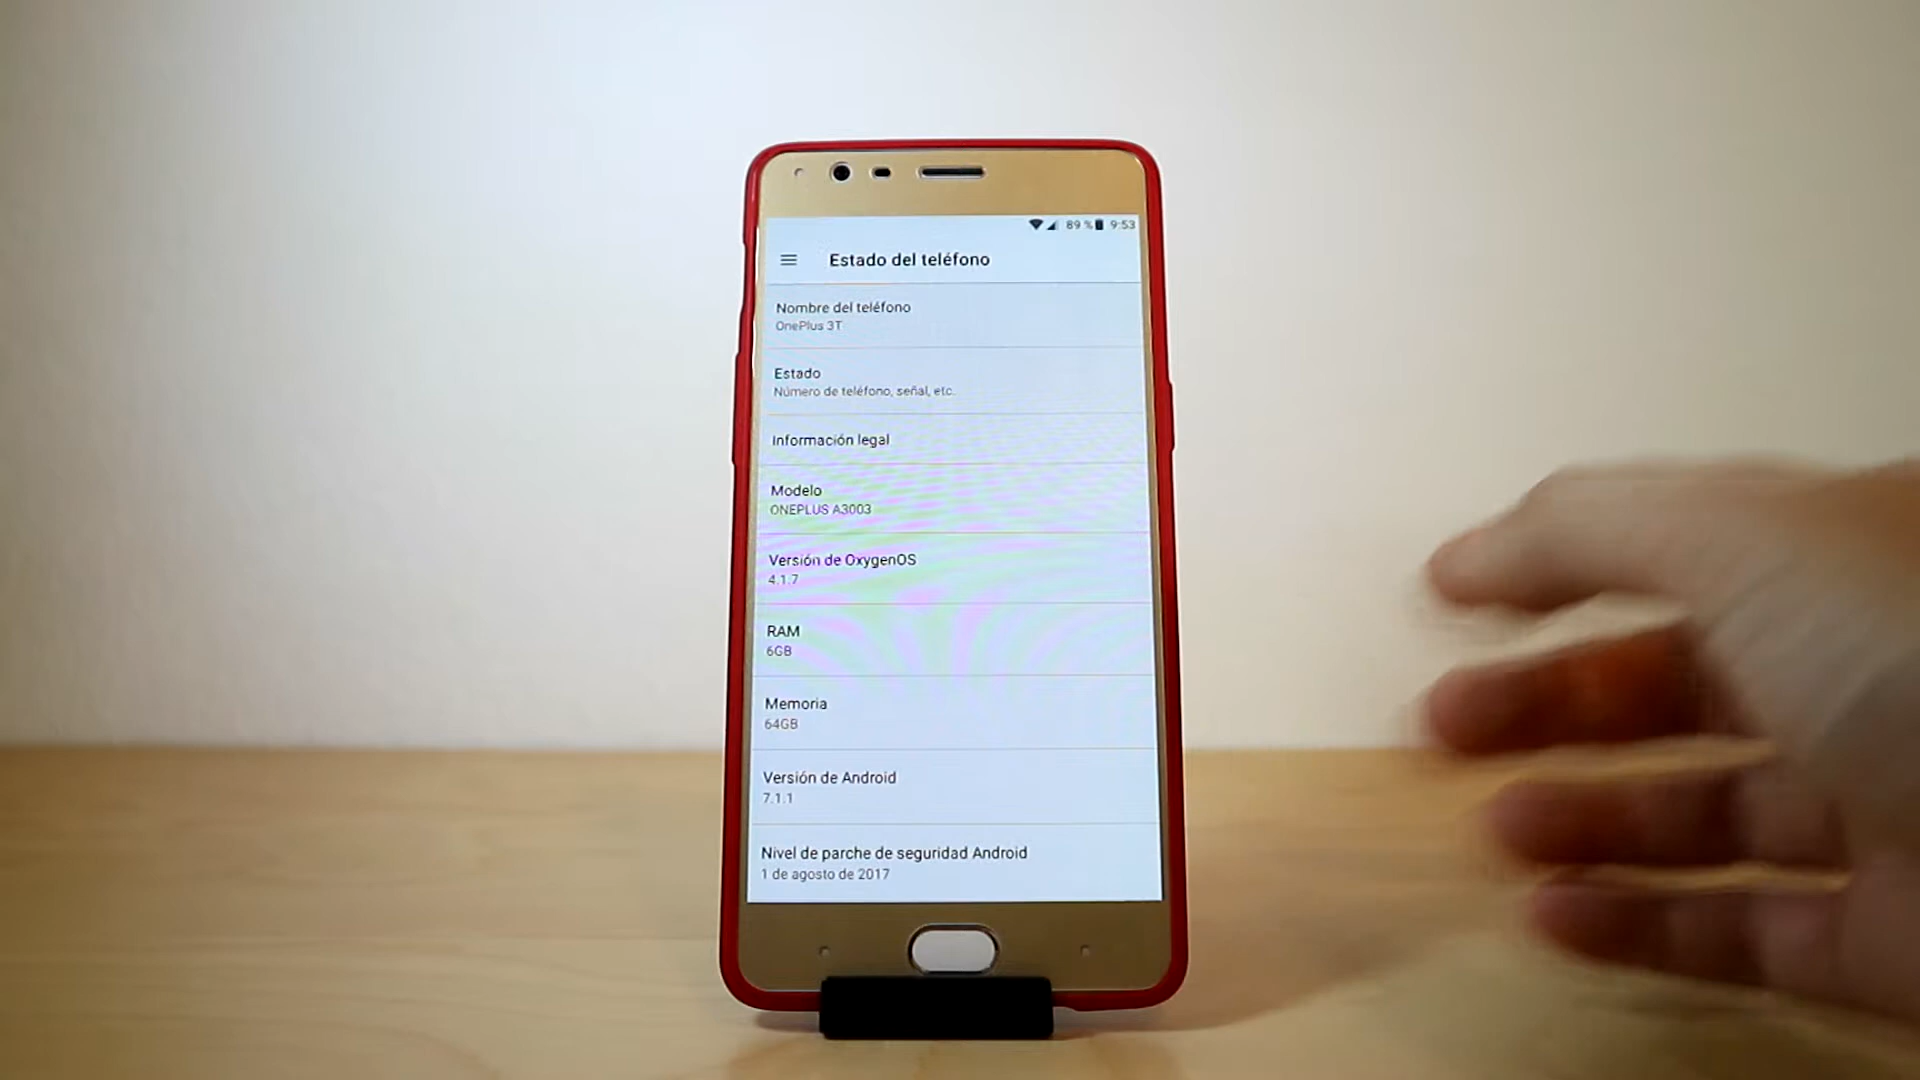 89 % 9:53
Estado del teléfono
Nombre del teléfono
OnePlus 3T
Estado
Número de teléfono, señal, etc.
Información legal
Modelo
ONEPLUS A3003
Versión de OxygenOS
4.1.7
RAM
6GB
Memoria
64GB
Versión de Android
7.1.1
Nivel de parche de seguridad Android
1 de agosto de 2017